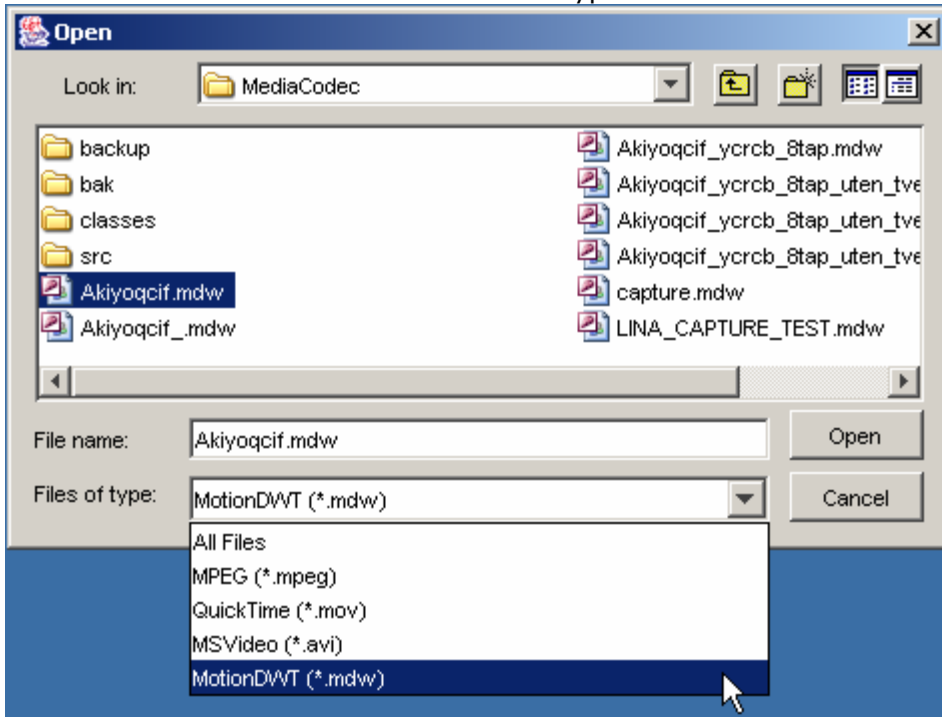 yp
Open
Look in:
MediaCodec
backup
bak
classes
src
Akiyoqcif.mdw
Akiyoqcif_.mdw
Akiyoqcif_ycrcb_8tap.mdw
Akiyoqcif_ycrcb_8tap_uten_tve
Akiyoqcif_ycrcb_8tap_uten_tve
Akiyoqcif_ycrcb_8tap_uten_tve
capture.mdw
LINA_CAPTURE_TEST.mdw
File name:
Akiyoqcif.mdw
Open
Files of type:
MotionDWT (*.mdw)
Cancel
All Files
MPEG (*.mpeg)
QuickTime (*.mov)
MSVideo (*.avi)
MotionDWT (*.mdw)